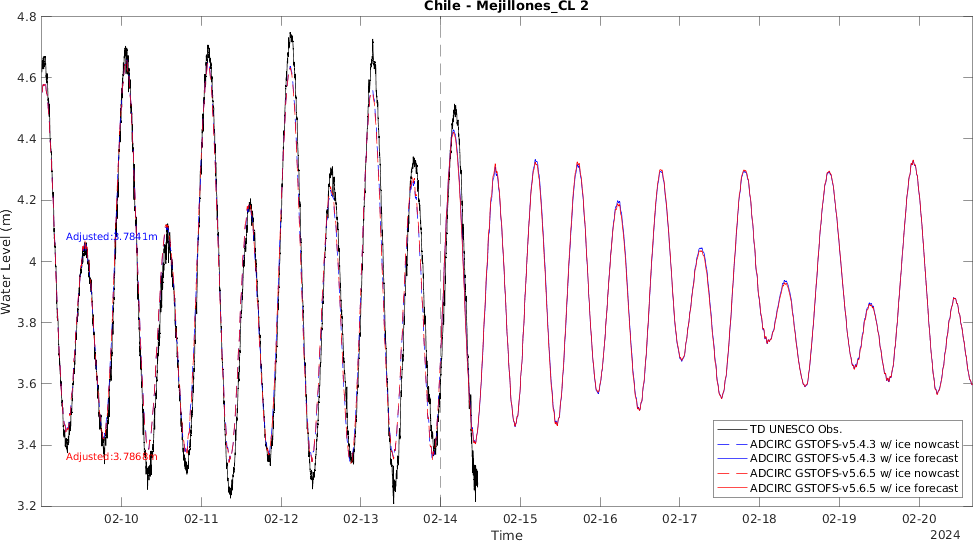 Chile - Mejillones_CL 2
4.8
4.6
4.4
4.2
4
3.8
3.6
3.4
3.2
Water Level (m)
Adjusted:3.7841m
Adjusted:3.7868m
TD UNESCO Obs.
ADCIRC GSTOFS-v5.4.3 w/ ice nowcast
ADCIRC GSTOFS-v5.4.3 w/ ice forecast
ADCIRC GSTOFS-v5.6.5 w/ ice nowcast
ADCIRC GSTOFS-v5.6.5 w/ ice forecast
02-10 02-11 02-12 02-13 02-14 02-15 02-16 02-17 02-18 02-19 02-20
Time 2024